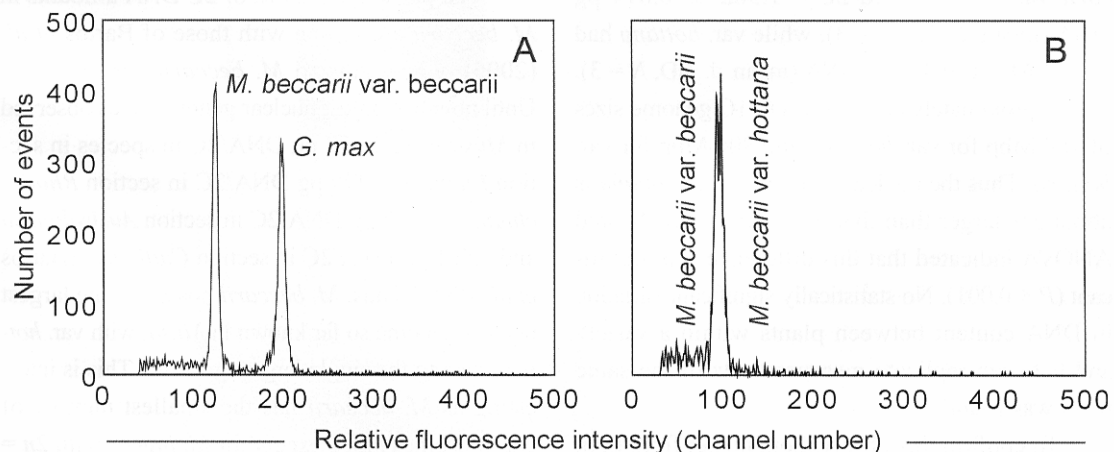 500
400
300
200
100
0
Number of events
A
M. beccarii var. beccarii
G. max
0 100 200 300 400 500
B
M. beccarii var. beccarii
M. beccarii var. hottana
0 100 200 300 400 500
Relative fluorescence intensity (channel number)